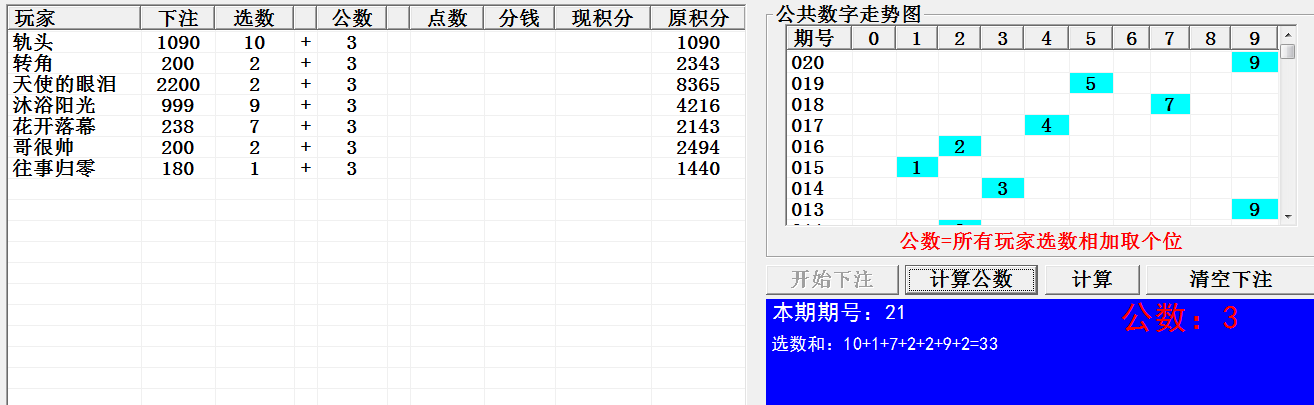 玩家 下注 选数 公数 点数 分钱 现积分 原积分
轨头 1090 10 + 3 1090
转角 200 2 + 3 2343
天使的眼泪 2200 2 + 3 8365
沐浴阳光 999 9 + 3 4216
花开落幕 238 7 + 3 2143
哥很帅 200 2 + 3 2494
往事归零 180 1 + 3 1440
公共数字走势图
期号 0 1 2 3 4 5 6 7 8 9
020 9
019 5
018 7
017 4
016 2
015 1
014 3
013 9
公数=所有玩家选数相加取个位
开始下注 计算公数 计算 清空下注
本期期号：21 公数：3
选数和：10+1+7+2+2+9+2=33